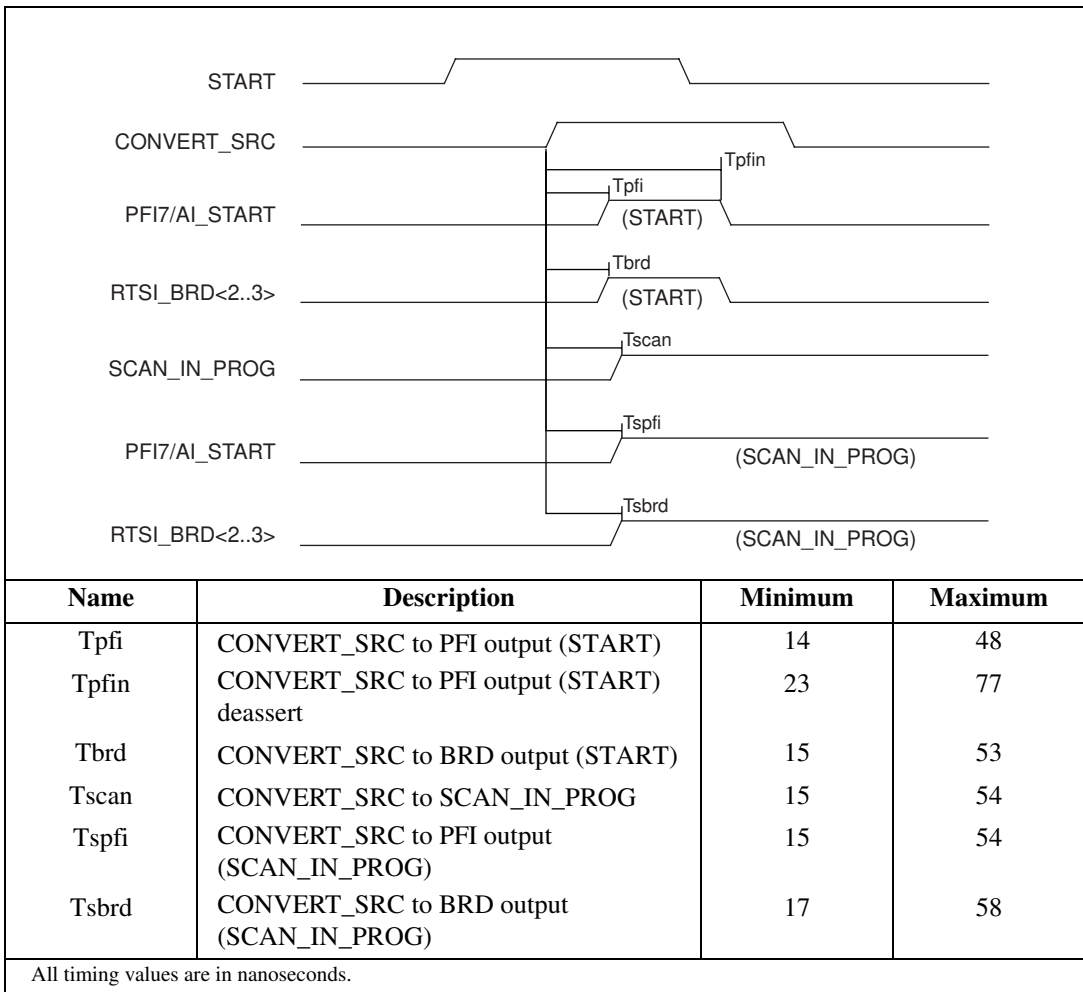 START
CONVERT_SRC
Tpfin
Tpfi
PFI7/AI_START
(START)
Tbrd
RTSI_BRD<2..3>
(START)
Tscan
SCAN_IN_PROG
Tspfi
PFI7/AI_START
(SCAN_IN_PROG)
Tsbrd
RTSI_BRD<2..3>
(SCAN_IN_PROG)
Name Description Minimum Maximum
Tpfi CONVERT_SRC to PFI output (START) 14 48
Tpfin CONVERT_SRC to PFI output (START) 23 77
deassert
Tbrd CONVERT_SRC to BRD output (START) 15 53
Tscan CONVERT_SRC to SCAN_IN_PROG 15 54
Tspfi CONVERT_SRC to PFI output 15 54
(SCAN_IN_PROG)
Tsbrd CONVERT_SRC to BRD output 17 58
(SCAN_IN_PROG)
All timing values are in nanoseconds.